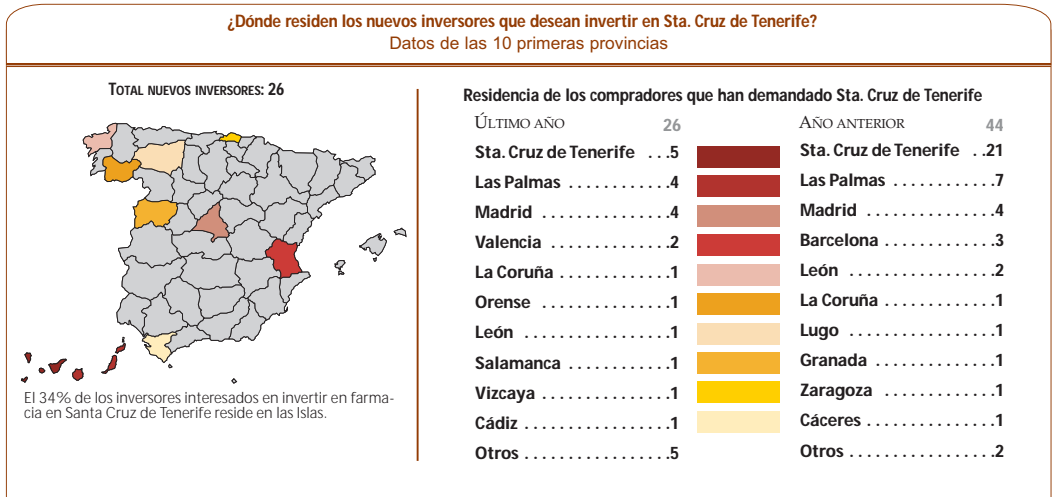 ¿Dónde residen los nuevos inversores que desean invertir en Sta. Cruz de Tenerife?
Datos de las 10 primeras provincias
TOTAL NUEVOS INVERSORES: 26
El 34% de los inversores interesados en invertir en farma-
cia en Santa Cruz de Tenerife reside en las Islas.
Residencia de los compradores que han demandado Sta. Cruz de Tenerife
ÚLTIMO AÑO 26
Sta. Cruz de Tenerife . . .5
Las Palmas . . . . . . . . . . . .4
Madrid . . . . . . . . . . . . . . .4
Valencia . . . . . . . . . . . . . .2
La Coruña . . . . . . . . . . . . .1
Orense . . . . . . . . . . . . . . .1
León . . . . . . . . . . . . . . . . .1
Salamanca . . . . . . . . . . . .1
Vizcaya . . . . . . . . . . . . . . .1
Cádiz . . . . . . . . . . . . . . . . .1
Otros . . . . . . . . . . . . . . . . .5
AÑO ANTERIOR 44
Sta. Cruz de Tenerife . .21
Las Palmas . . . . . . . . . . .7
Madrid . . . . . . . . . . . . . . .4
Barcelona . . . . . . . . . . . .3
León . . . . . . . . . . . . . . . .2
La Coruña . . . . . . . . . . . .1
Lugo . . . . . . . . . . . . . . . .1
Granada . . . . . . . . . . . . .1
Zaragoza . . . . . . . . . . . . .1
Cáceres . . . . . . . . . . . . . .1
Otros . . . . . . . . . . . . . . . .2